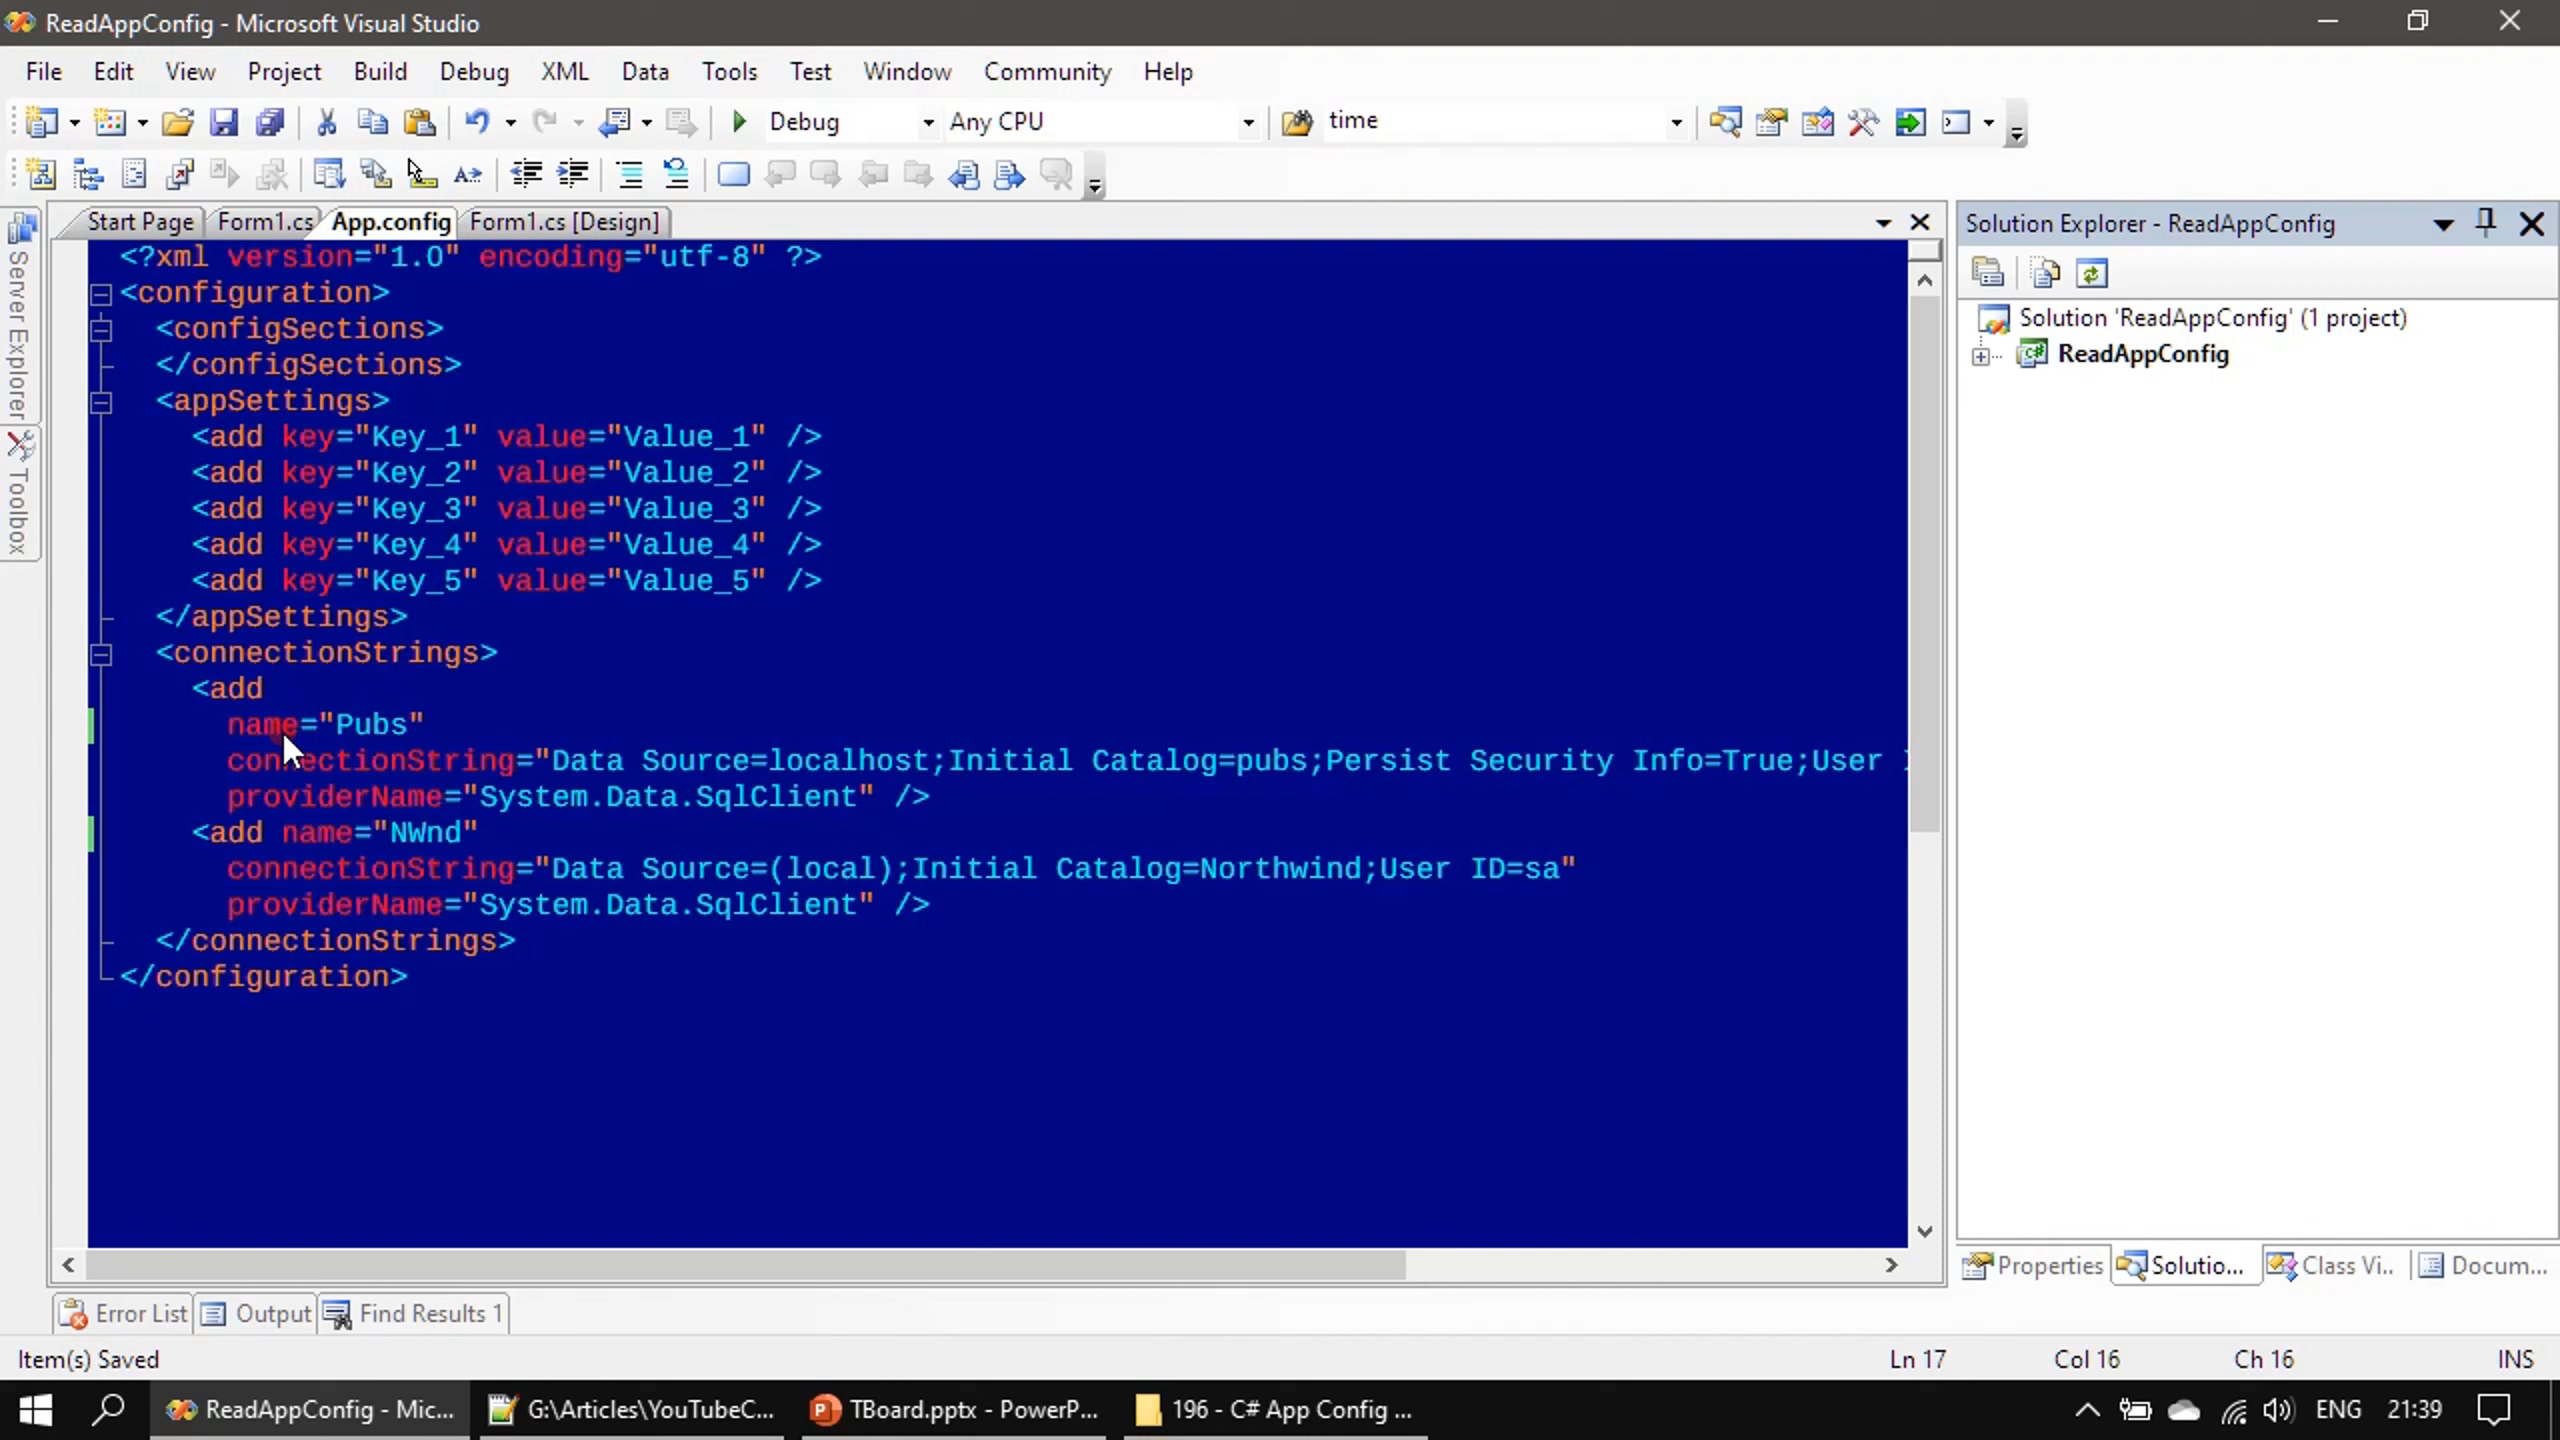 ReadAppConfig - Microsoft Visual Studio
File Edit View Project Build Debug XML Data Tools Test Window Community Help
Debug Any CPU time
Start Page Form1.cs App.config Form1.cs [Design]
Server Explorer
Toolbox
<?xml version="1.0" encoding="utf-8" ?>
<configuration>
<configSections>
</configSections>
<appSettings>
<add key="Key_1" value="Value_1" />
<add key="Key_2" value="Value_2" />
<add key="Key_3" value="Value_3" />
<add key="Key_4" value="Value_4" />
<add key="Key_5" value="Value_5" />
</appSettings>
<connectionStrings>
<add
name="Pubs"
connectionString="Data Source=localhost;Initial Catalog=pubs;Persist Security Info=True;User
providerName="System.Data.SqlClient" />
<add name="NWnd"
connectionString="Data Source=(local);Initial Catalog=Northwind;User ID=sa"
providerName="System.Data.SqlClient" />
</connectionStrings>
</configuration>
Solution Explorer - ReadAppConfig
Solution 'ReadAppConfig' (1 project)
ReadAppConfig
Properties Solutio... Class Vi.. Docum...
Error List Output Find Results 1
Item(s) Saved Ln 17 Col 16 Ch 16 INS
ReadAppConfig - Mic... G:\Articles\YouTubeC... TBoard.pptx - PowerP... 196 - C# App Config ... ENG 21:39